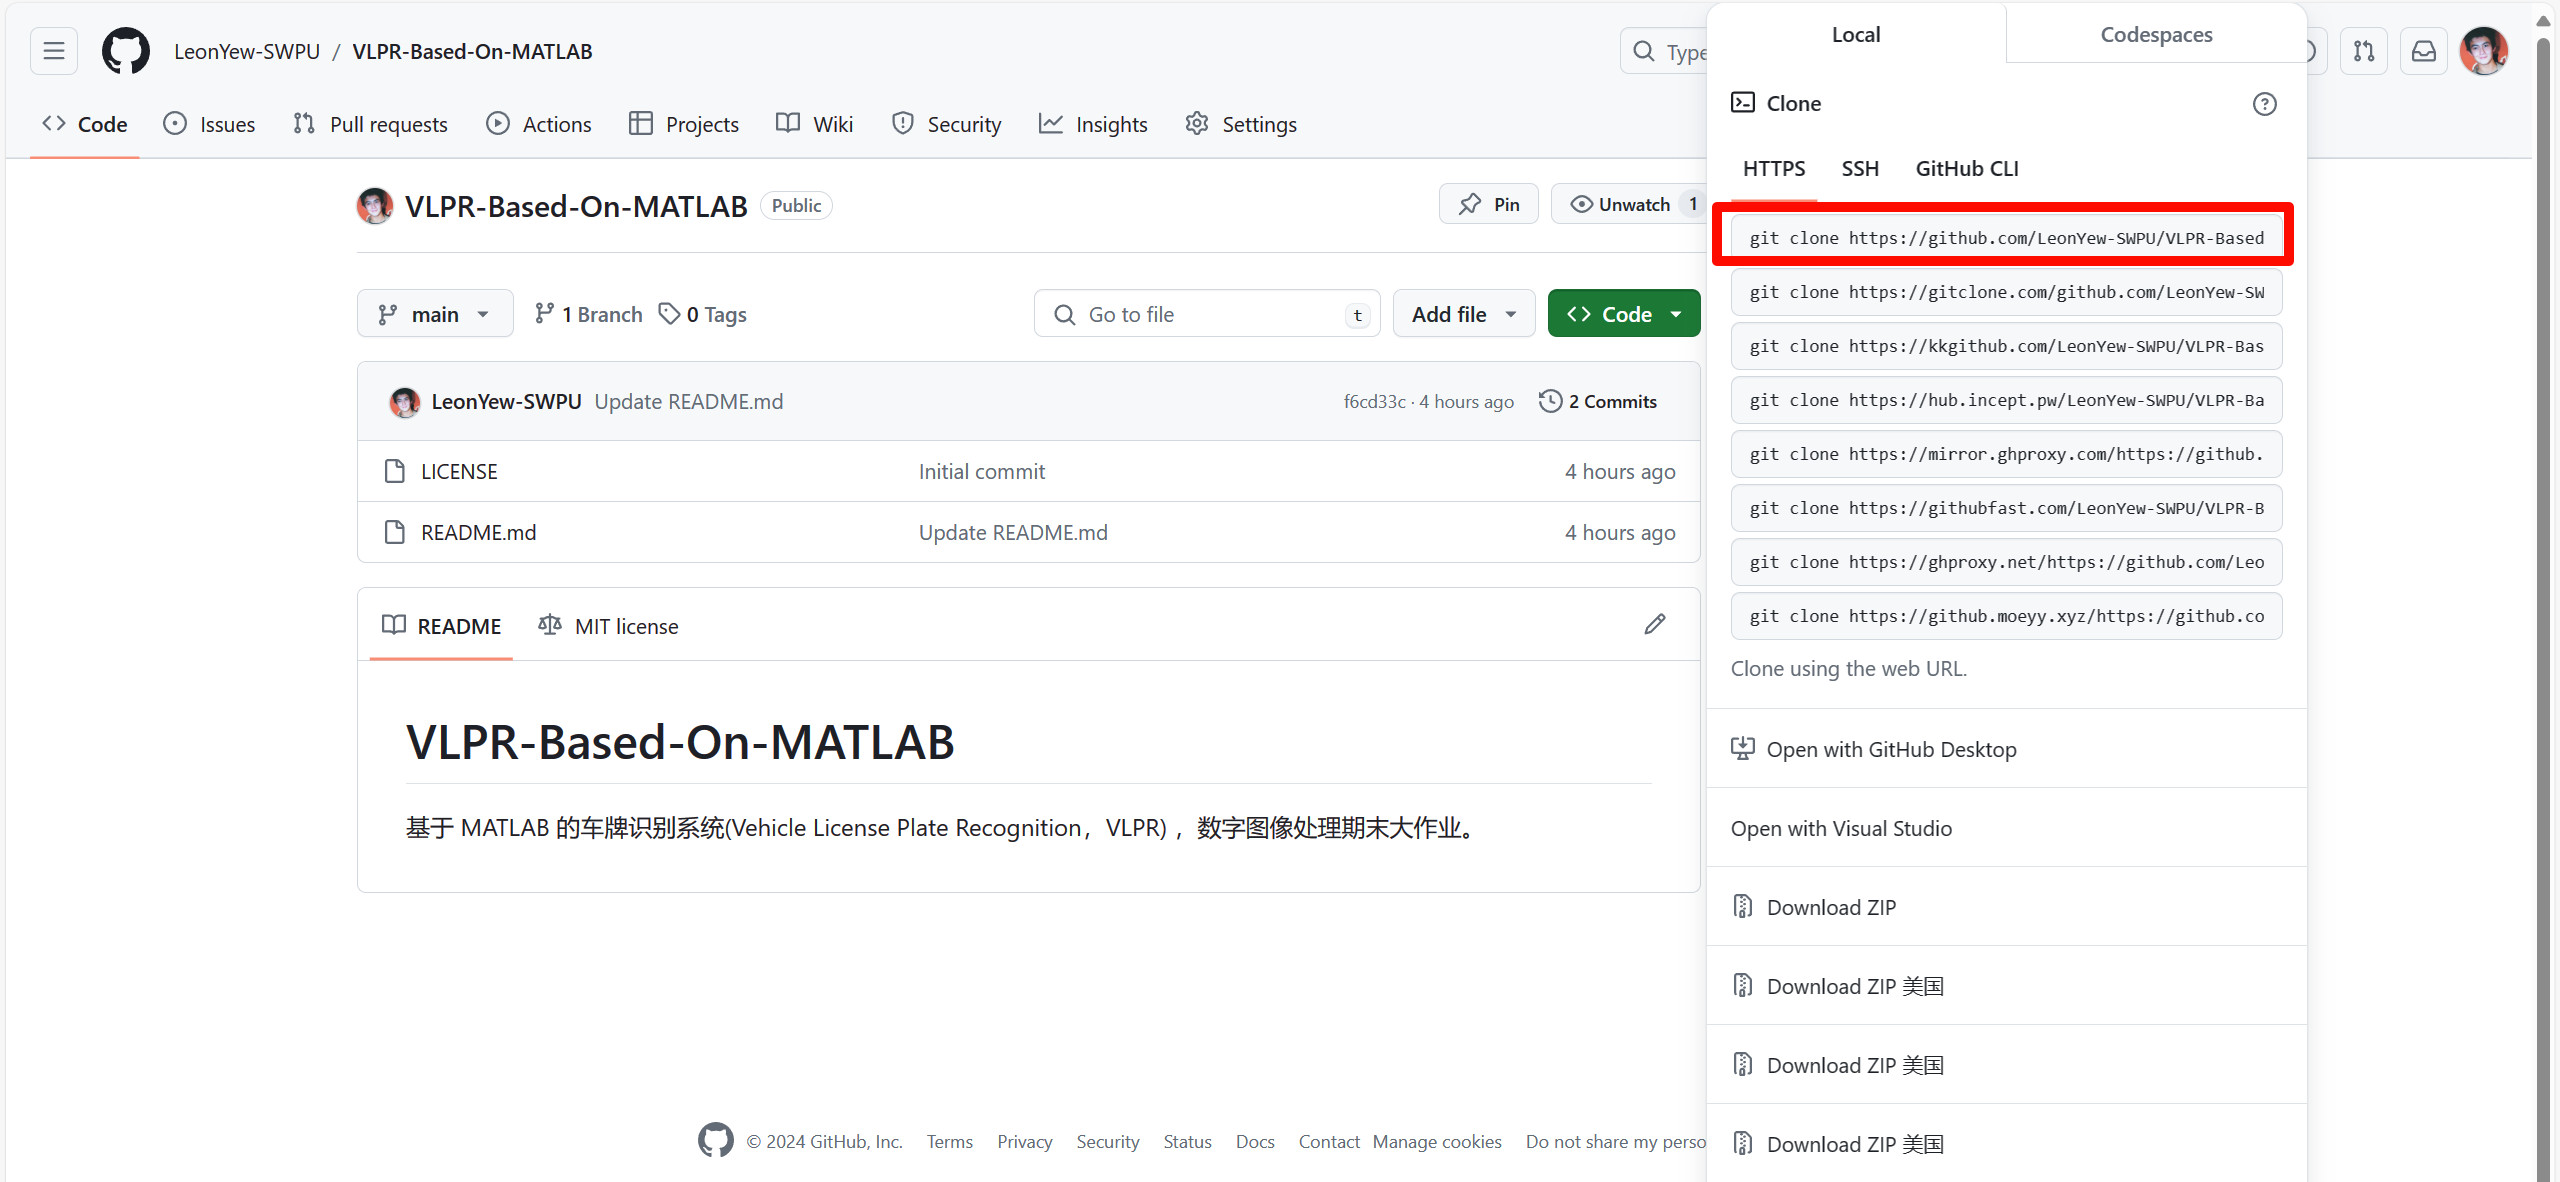 LeonYew-SWPU / VLPR-Based-On-MATLAB
Type
Code
Issues
Pull requests
Actions
Projects
Wiki
Security
Insights
Settings
VLPR-Based-On-MATLAB Public
Pin
Unwatch 1
main
1 Branch
0 Tags
Go to file t
Add file
Code
LeonYew-SWPU Update README.md f6cd33c · 4 hours ago 2 Commits
LICENSE Initial commit 4 hours ago
README.md Update README.md 4 hours ago
README
MIT license
VLPR-Based-On-MATLAB
基于 MATLAB 的车牌识别系统(Vehicle License Plate Recognition，VLPR) ，数字图像处理期末大作业。
© 2024 GitHub, Inc. Terms Privacy Security Status Docs Contact Manage cookies Do not share my perso
Local
Codespaces
Clone
HTTPS
SSH
GitHub CLI
git clone https://github.com/LeonYew-SWPU/VLPR-Based
git clone https://gitclone.com/github.com/LeonYew-SW
git clone https://kkgithub.com/LeonYew-SWPU/VLPR-Bas
git clone https://hub.incept.pw/LeonYew-SWPU/VLPR-Ba
git clone https://mirror.ghproxy.com/https://github.
git clone https://githubfast.com/LeonYew-SWPU/VLPR-B
git clone https://ghproxy.net/https://github.com/Leo
git clone https://github.moeyy.xyz/https://github.co
Clone using the web URL.
Open with GitHub Desktop
Open with Visual Studio
Download ZIP
Download ZIP 美国
Download ZIP 美国
Download ZIP 美国